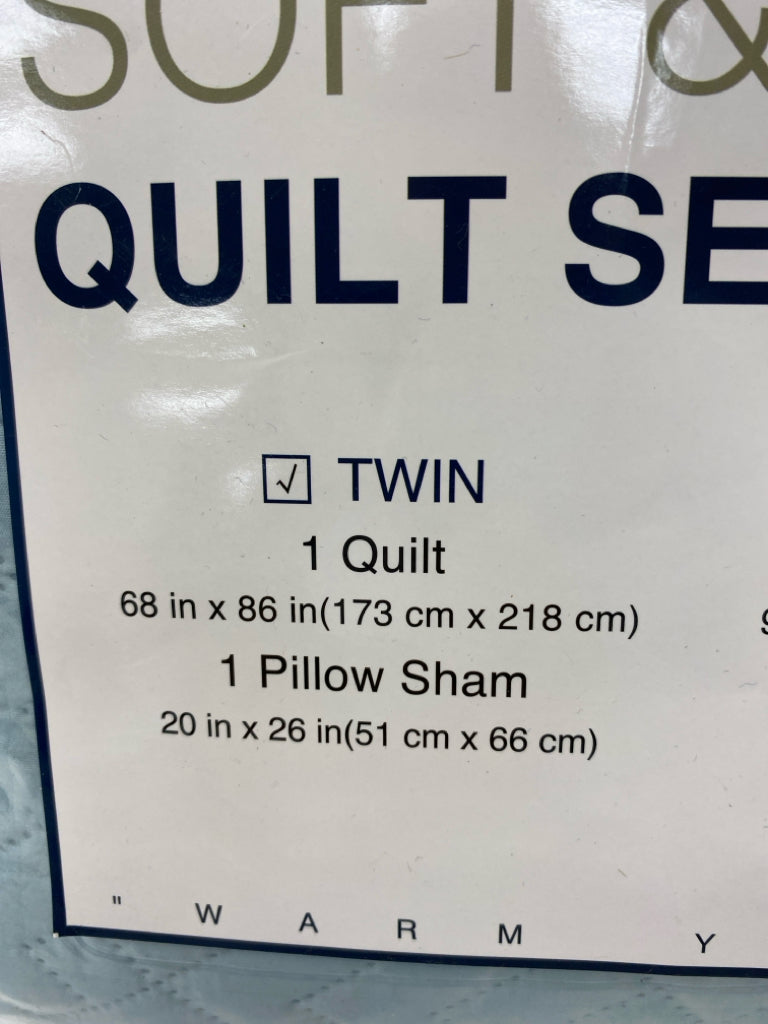 SOFT &
QUILT SE
☑ TWIN
1 Quilt
68 in x 86 in(173 cm x 218 cm)
1 Pillow Sham
20 in x 26 in(51 cm x 66 cm)
" W A R M Y